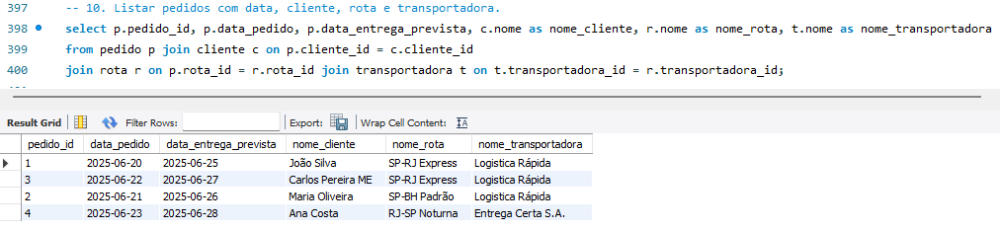 397 -- 10. Listar pedidos com data, cliente, rota e transportadora.
398 select p.pedido_id, p.data_pedido, p.data_entrega_prevista, c.nome as nome_cliente, r.nome as nome_rota, t.nome as nome_transportadora
399 from pedido p join cliente c on p.cliente_id = c.cliente_id
400 join rota r on p.rota_id = r.rota_id join transportadora t on t.transportadora_id = r.transportadora_id;
Result Grid Filter Rows: Export: Wrap Cell Content: IA
pedido_id data_pedido data_entrega_prevista nome_cliente nome_rota nome_transportadora
1 2025-06-20 2025-06-25 João Silva SP-RJ Express Logistica Rápida
3 2025-06-22 2025-06-27 Carlos Pereira ME SP-RJ Express Logistica Rápida
2 2025-06-21 2025-06-26 Maria Oliveira SP-BH Padrão Logistica Rápida
4 2025-06-23 2025-06-28 Ana Costa RJ-SP Noturna Entrega Certa S.A.